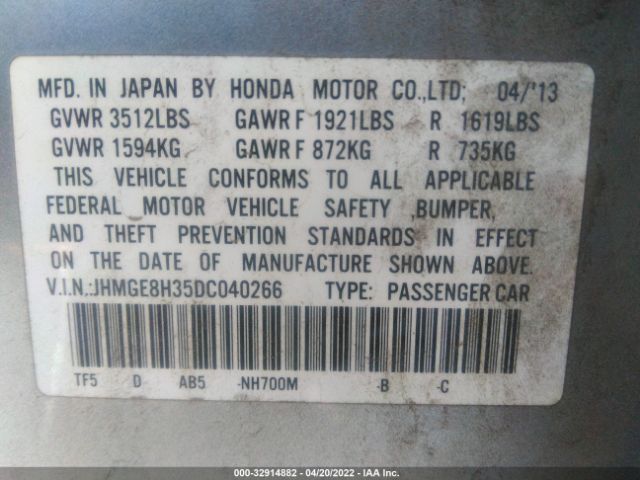 MFD. IN JAPAN BY HONDA MOTOR CO.,LTD; 04/'13
GVWR 3512LBS GAWR F 1921LBS R 1619LBS
GVWR 1594KG GAWR F 872KG R 735KG
THIS VEHICLE CONFORMS TO ALL APPLICABLE
FEDERAL MOTOR VEHICLE SAFETY ,BUMPER,
AND THEFT PREVENTION STANDARDS IN EFFECT
ON THE DATE OF MANUFACTURE SHOWN ABOVE.
V.I.N.:JHMGE8H35DC040266 TYPE: PASSENGER CAR
TF5 D AB5 -NH700M -B -C
000-32914882 - 04/20/2022 - IAA Inc.